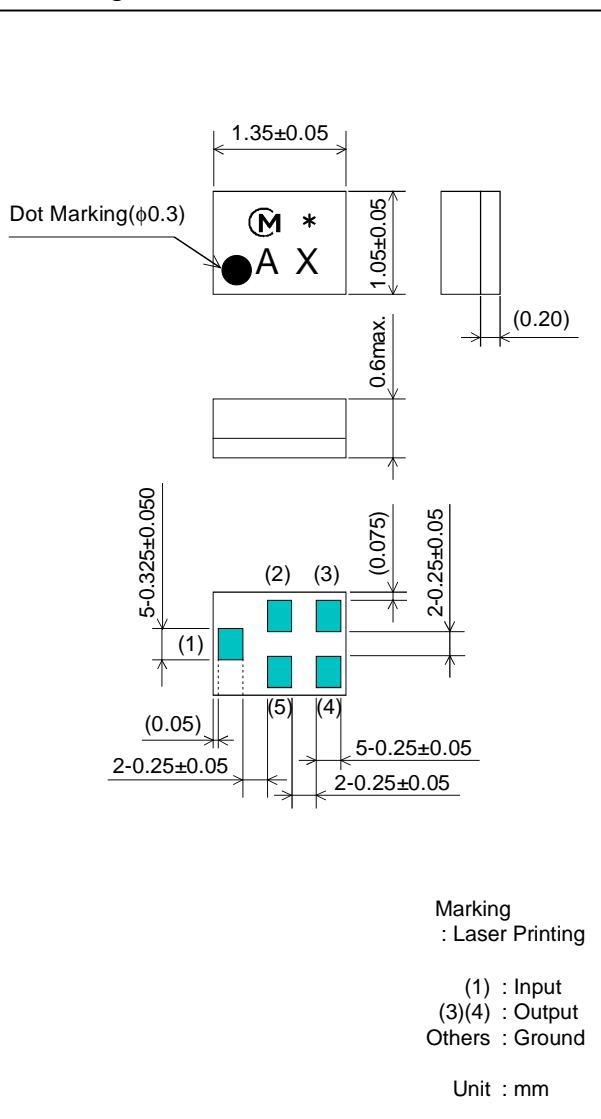 1.35±0.05
Dot Marking(ϕ0.3)
M *
A X
1.05±0.05
(0.20)
0.6max.
5-0.325±0.050
(0.075)
2-0.25±0.05
(2) (3)
(1)
(5) (4)
(0.05)
5-0.25±0.05
2-0.25±0.05
2-0.25±0.05
Marking
: Laser Printing
(1) : Input
(3)(4) : Output
Others : Ground
Unit : mm